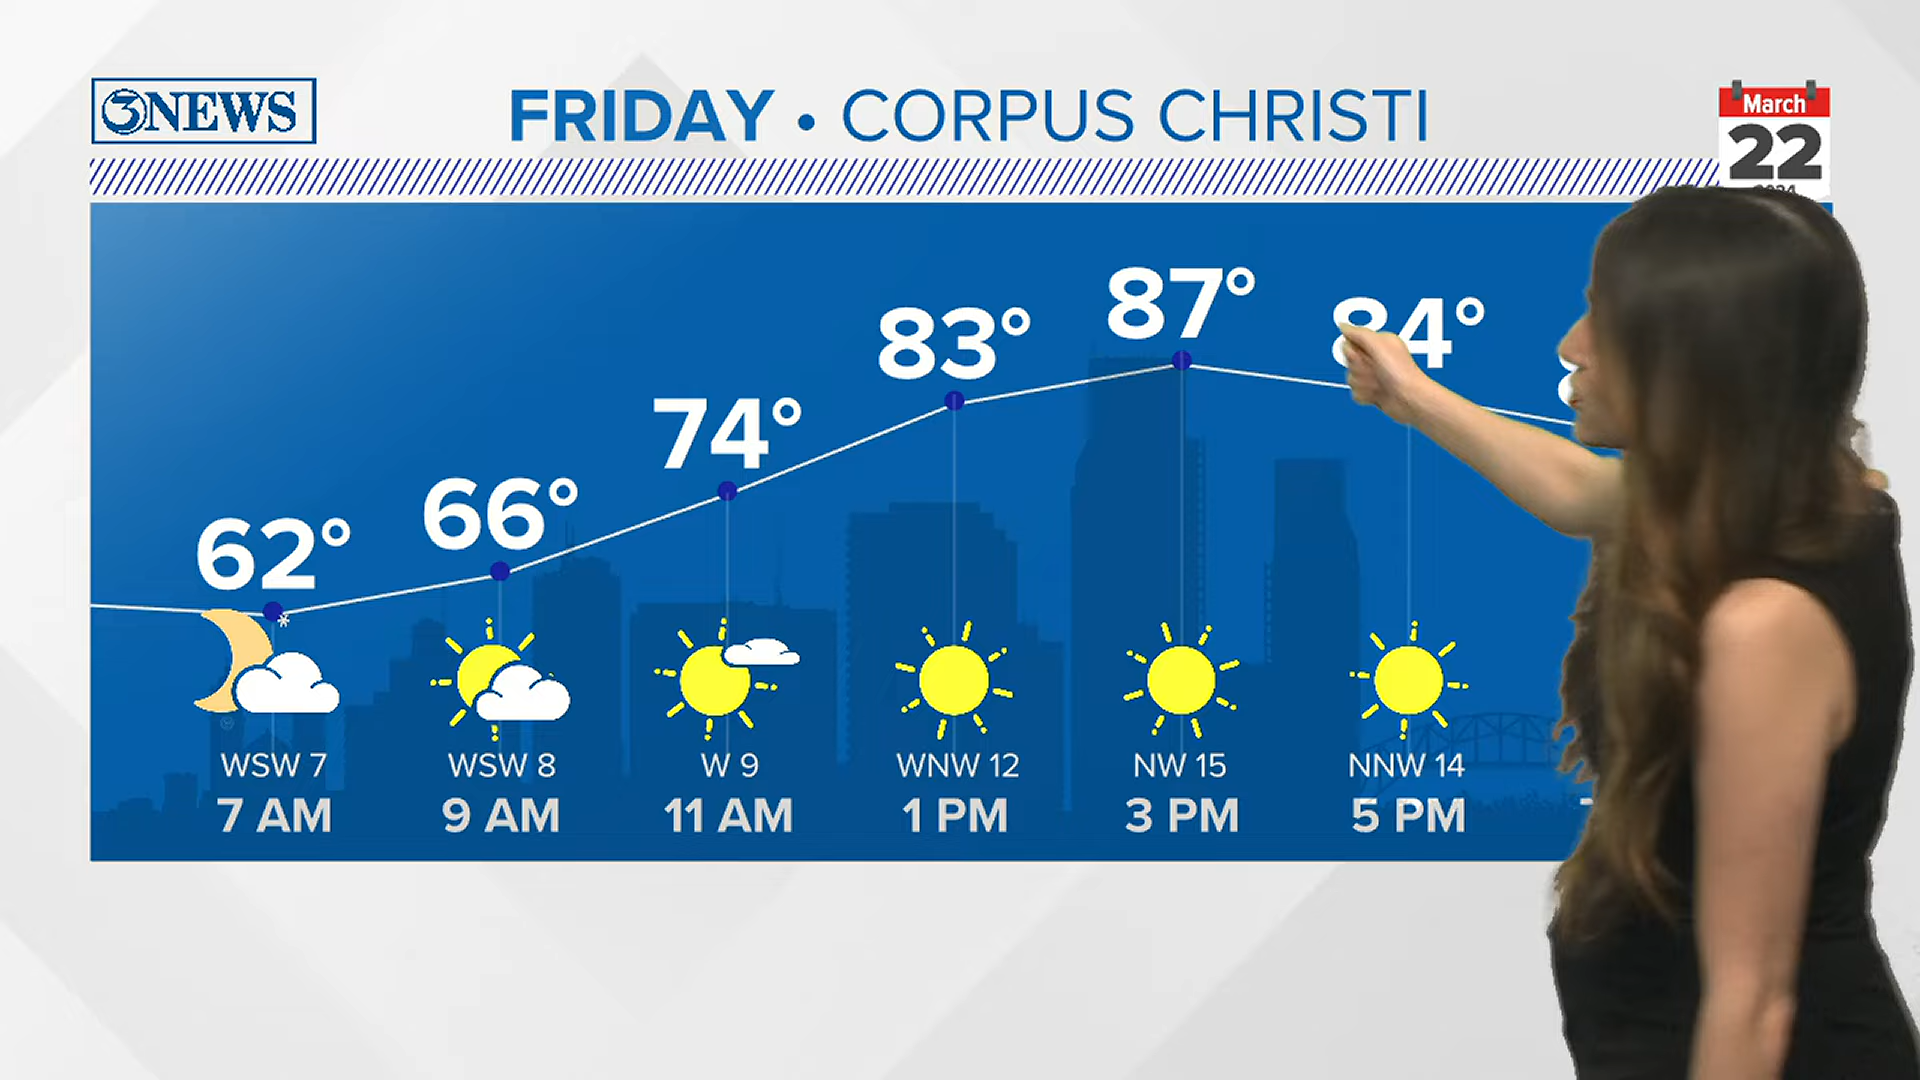 3NEWS
FRIDAY • CORPUS CHRISTI
March
22
62° 66° 74° 83° 87° 84°
WSW 7 WSW 8 W 9 WNW 12 NW 15 NNW 14
7 AM 9 AM 11 AM 1 PM 3 PM 5 PM